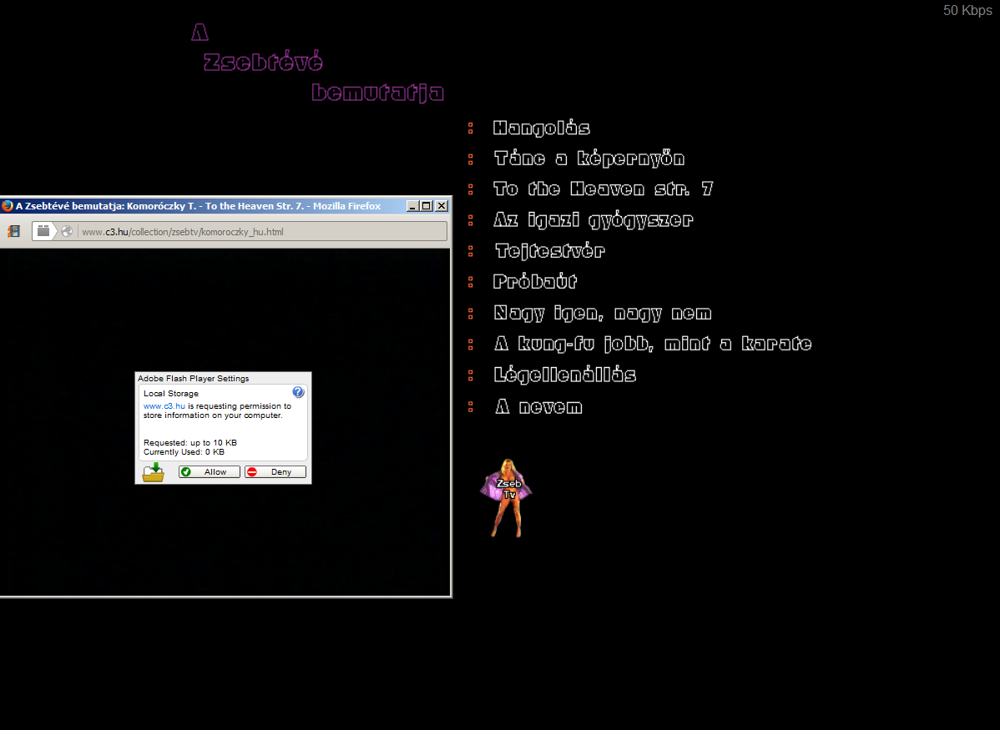 50 Kbps
A
Zsebtévé
bemutatja
Hangolás
Tánc a képernyőn
To the Heaven str. 7
Az igazi gyógyszer
Tejtestvér
Próbaút
Nagy igen, nagy nem
A kung-fu jobb, mint a karate
Légellenállás
A nevem
A Zsebtévé bemutatja: Komoróczky T. - To the Heaven Str. 7. - Mozilla Firefox
www.c3.hu/collection/zsebtv/komoroczky_hu.html
Adobe Flash Player Settings
Local Storage
www.c3.hu is requesting permission to
store information on your computer.
Requested: up to 10 KB
Currently Used: 0 KB
Allow Deny
Zseb
Tv